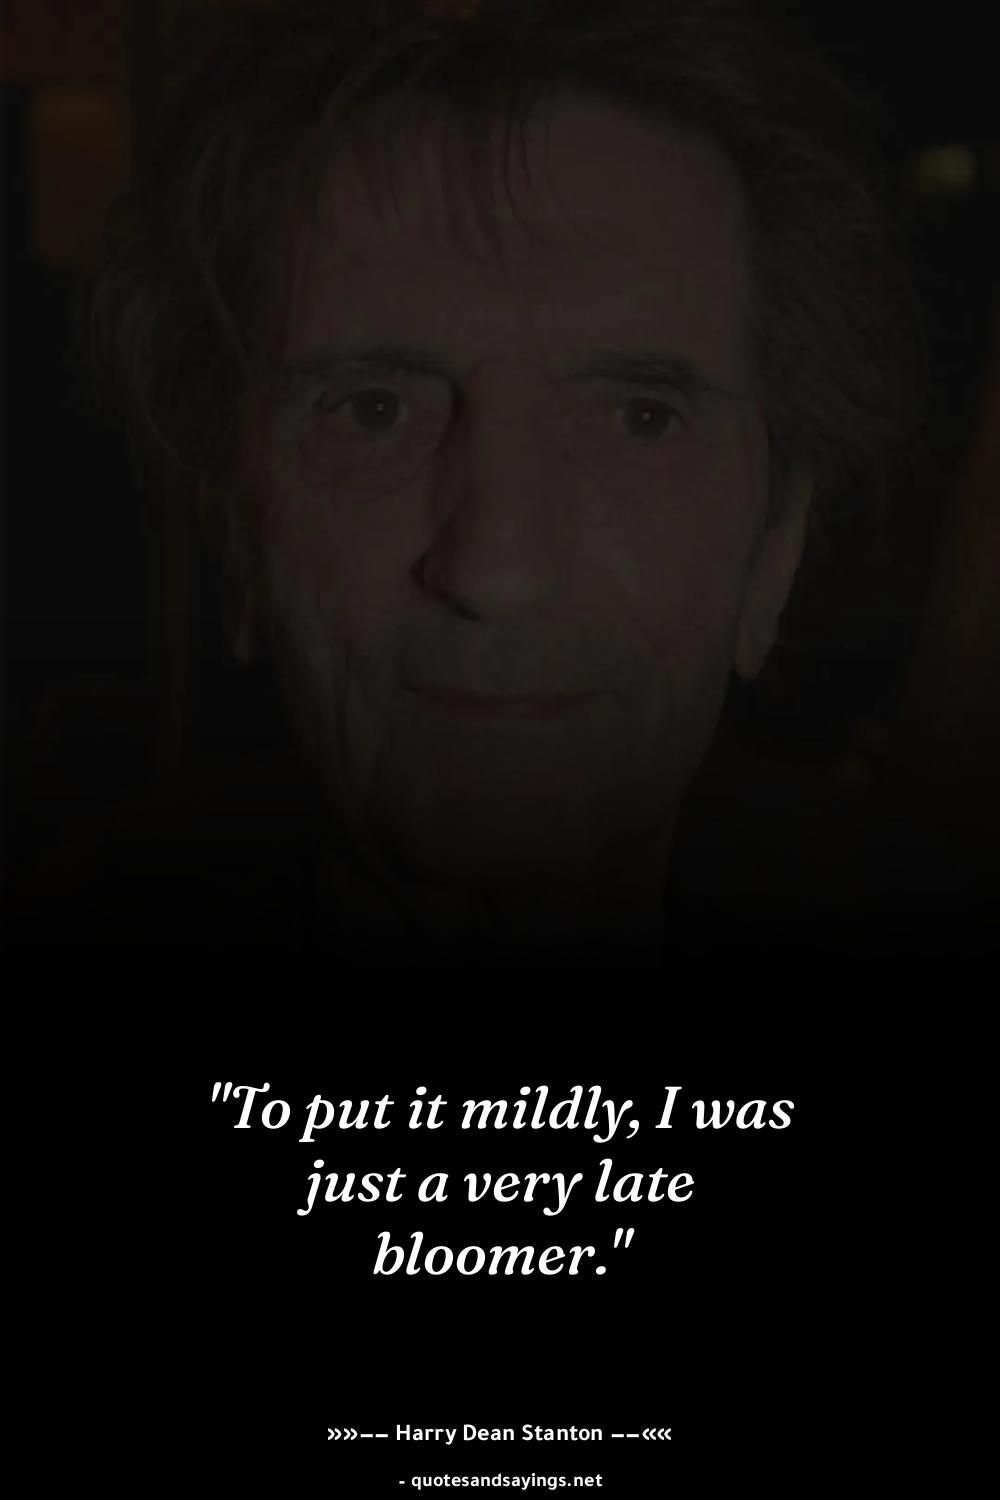 "To put it mildly, I was
just a very late
bloomer."
»»−− Harry Dean Stanton −−««
- quotesandsayings.net